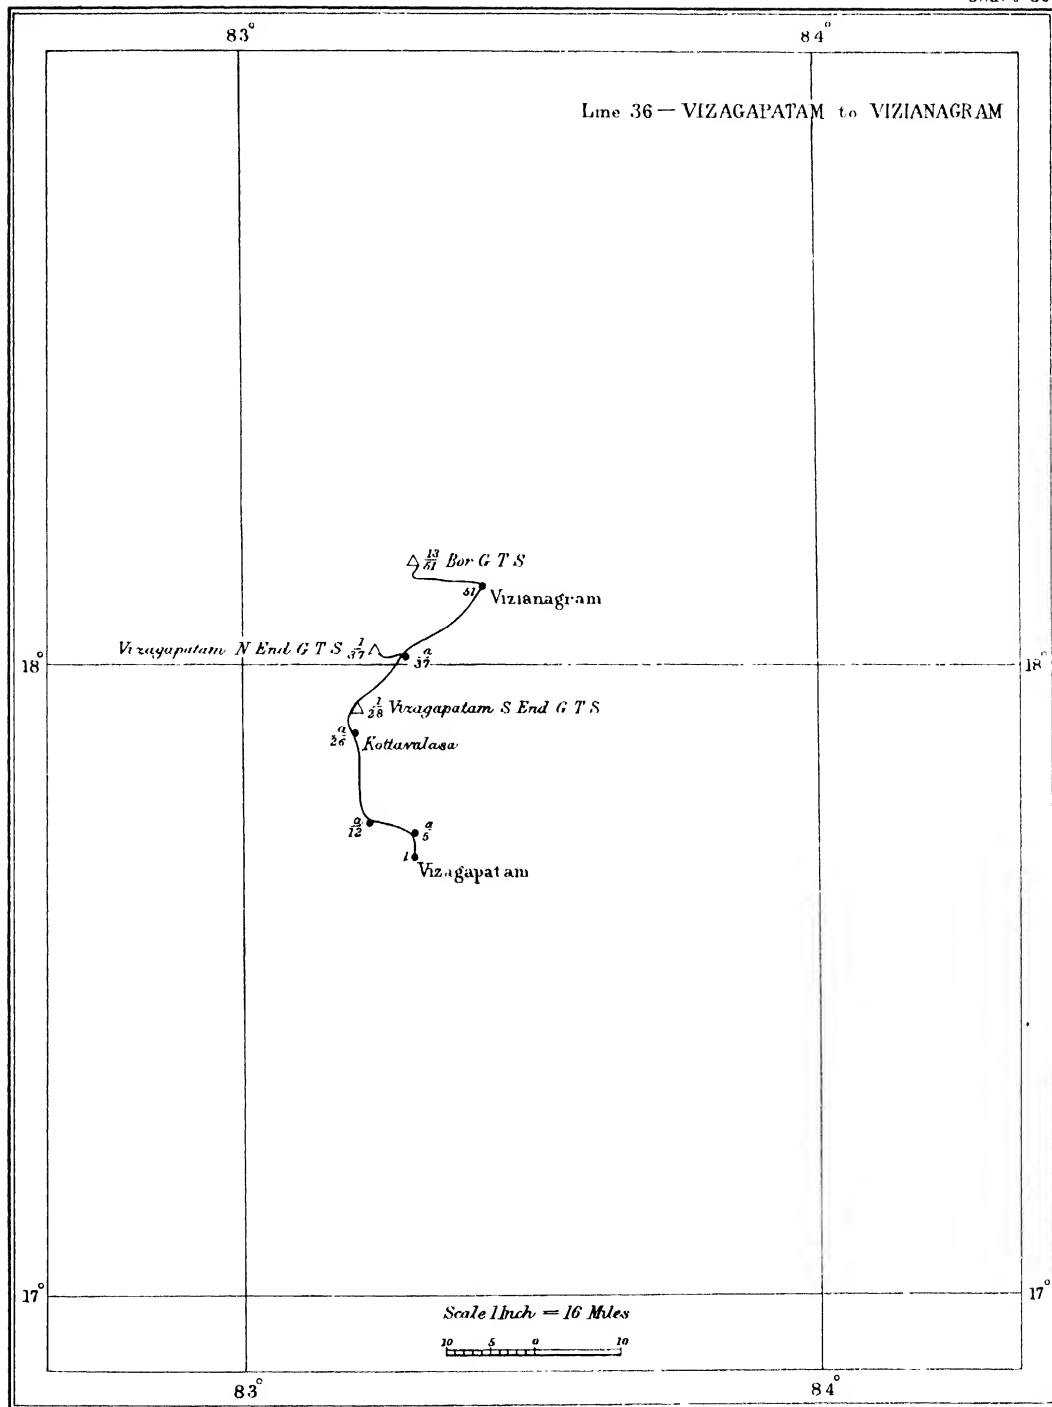 83° 84°
Line 36 — VIZAGAPATAM to VIZIANAGRAM
13/51 Bor G T S
51
Vizianagram
Vizagapatam N End G T S 1/37
a/37
18° 18°
1/28 Vizagapatam S End G T S
a/26 Kottavalasa
a/12
a/5
1
Vizagapatam
17° 17°
Scale 1 Inch = 16 Miles
10 5 0 10
83° 84°